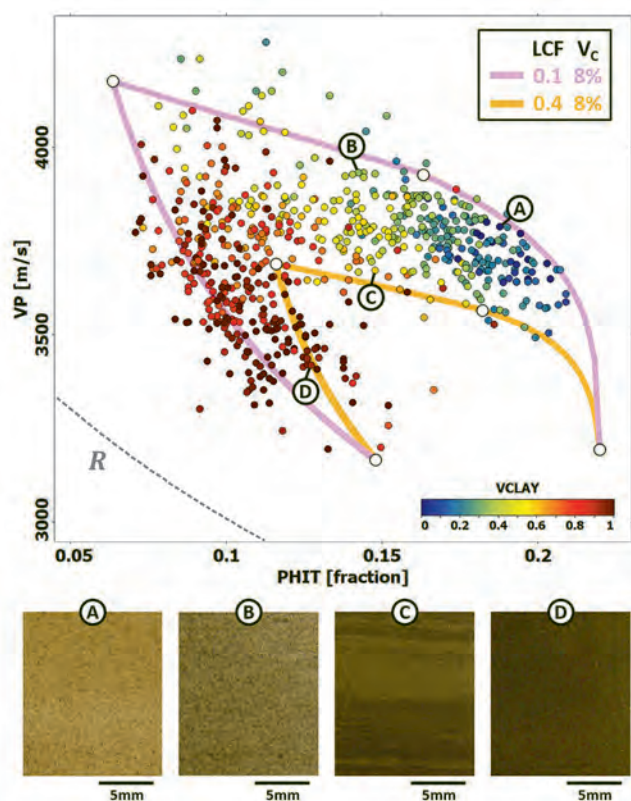 LCF V_C
0.1 8%
0.4 8%
B
A
C
D
R
VP [m/s]
4000
3500
3000
VCLAY
0 0.2 0.4 0.6 0.8 1
0.05 0.1 0.15 0.2
PHIT [fraction]
A B C D
5mm 5mm 5mm 5mm